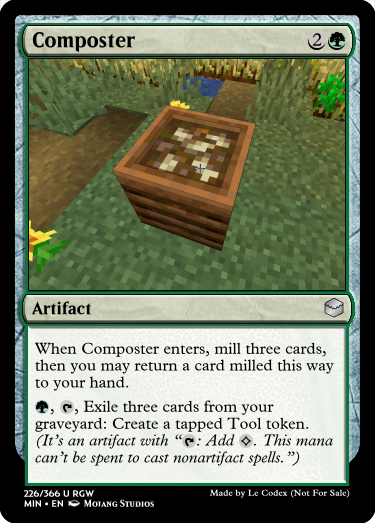 Composter 2
When Composter enters, mill three cards,
then you may return a card milled this way
to your hand.
, , Exile three cards from your
graveyard: Create a tapped Tool token.
(It's an artifact with “: Add . This mana
can't be spent to cast nonartifact spells.”)
Artifact
226/366 U RGW
MIN • EN Mojang Studios
Made by Le Codex (Not For Sale)